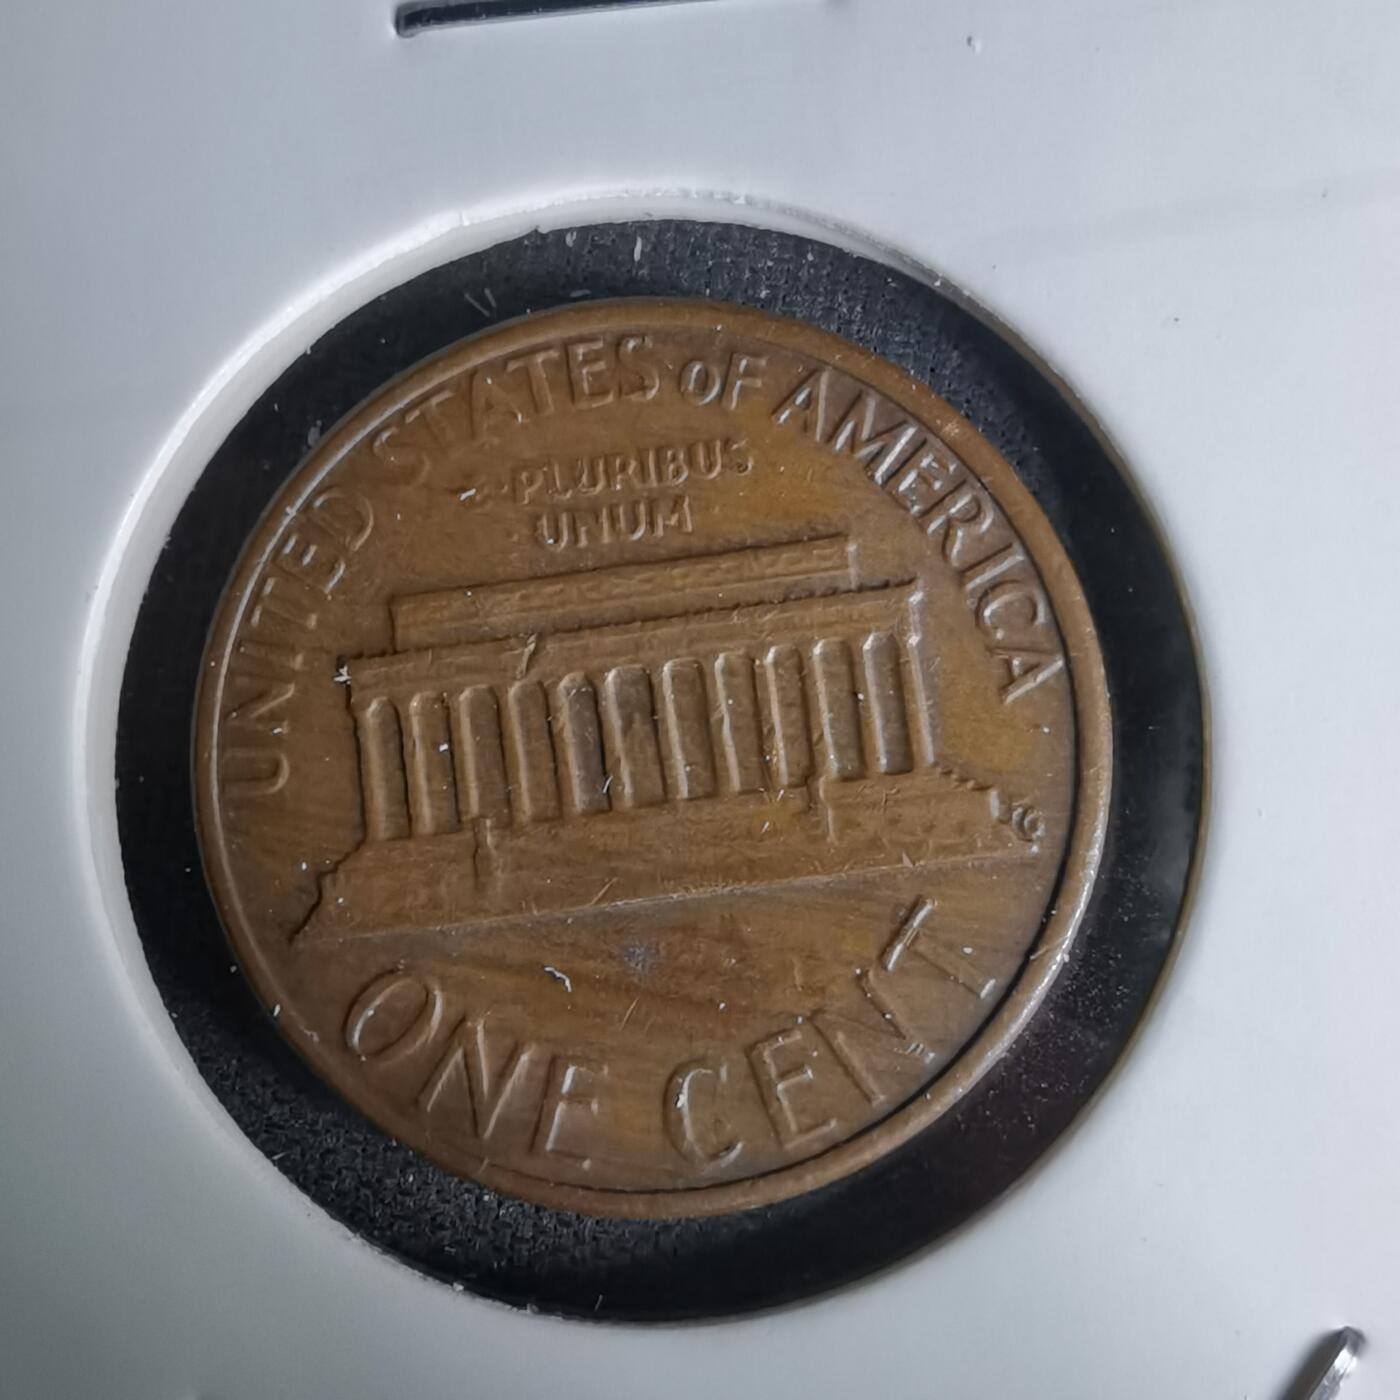 UNITED STATES OF AMERICA
E PLURIBUS
UNUM
ONE CENT